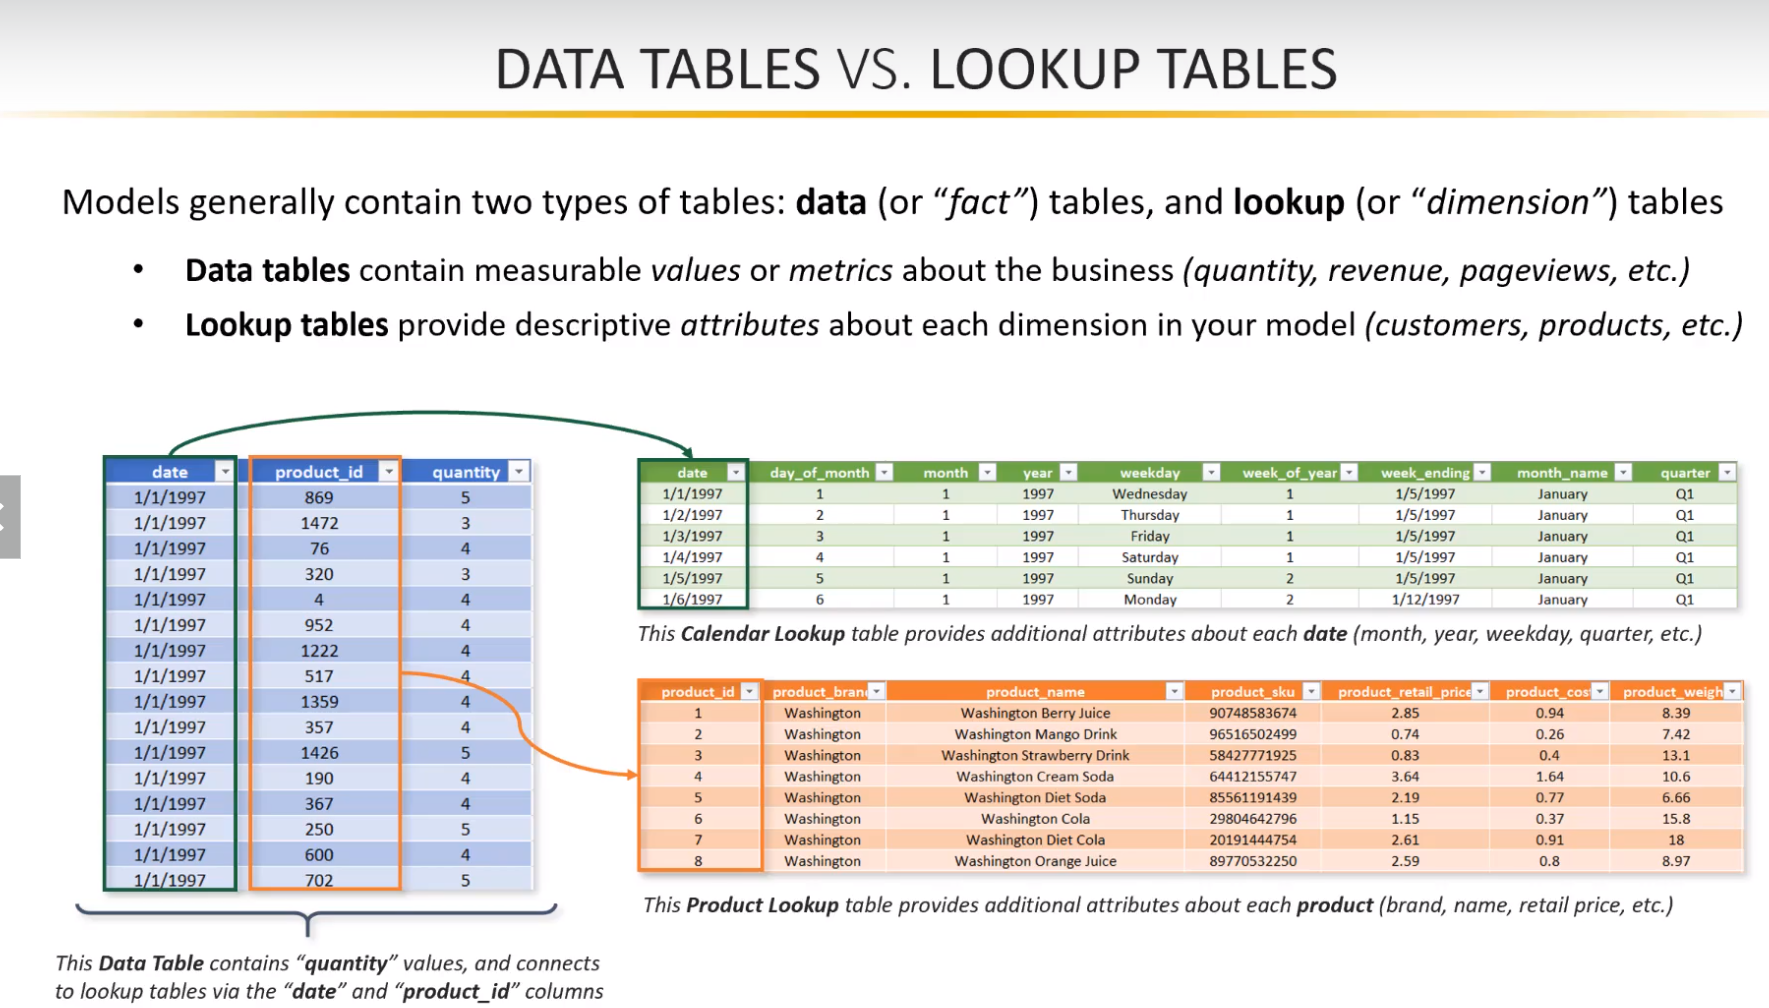 DATA TABLES VS. LOOKUP TABLES
Models generally contain two types of tables: data (or “fact”) tables, and lookup (or “dimension”) tables
• Data tables contain measurable values or metrics about the business (quantity, revenue, pageviews, etc.)
• Lookup tables provide descriptive attributes about each dimension in your model (customers, products, etc.)
date product_id quantity
1/1/1997 869 5
1/1/1997 1472 3
1/1/1997 76 4
1/1/1997 320 3
1/1/1997 4 4
1/1/1997 952 4
1/1/1997 1222 4
1/1/1997 517 4
1/1/1997 1359 4
1/1/1997 357 4
1/1/1997 1426 5
1/1/1997 190 4
1/1/1997 367 4
1/1/1997 250 5
1/1/1997 600 4
1/1/1997 702 5
This Data Table contains “quantity” values, and connects
to lookup tables via the “date” and “product_id” columns
date day_of_month month year weekday week_of_year week_ending month_name quarter
1/1/1997 1 1 1997 Wednesday 1 1/5/1997 January Q1
1/2/1997 2 1 1997 Thursday 1 1/5/1997 January Q1
1/3/1997 3 1 1997 Friday 1 1/5/1997 January Q1
1/4/1997 4 1 1997 Saturday 1 1/5/1997 January Q1
1/5/1997 5 1 1997 Sunday 2 1/5/1997 January Q1
1/6/1997 6 1 1997 Monday 2 1/12/1997 January Q1
This Calendar Lookup table provides additional attributes about each date (month, year, weekday, quarter, etc.)
product_id product_bran product_name product_sku product_retail_price product_cos product_weigh
1 Washington Washington Berry Juice 90748583674 2.85 0.94 8.39
2 Washington Washington Mango Drink 96516502499 0.74 0.26 7.42
3 Washington Washington Strawberry Drink 58427771925 0.83 0.4 13.1
4 Washington Washington Cream Soda 64412155747 3.64 1.64 10.6
5 Washington Washington Diet Soda 85561191439 2.19 0.77 6.66
6 Washington Washington Cola 29804642796 1.15 0.37 15.8
7 Washington Washington Diet Cola 20191444754 2.61 0.91 18
8 Washington Washington Orange Juice 89770532250 2.59 0.8 8.97
This Product Lookup table provides additional attributes about each product (brand, name, retail price, etc.)